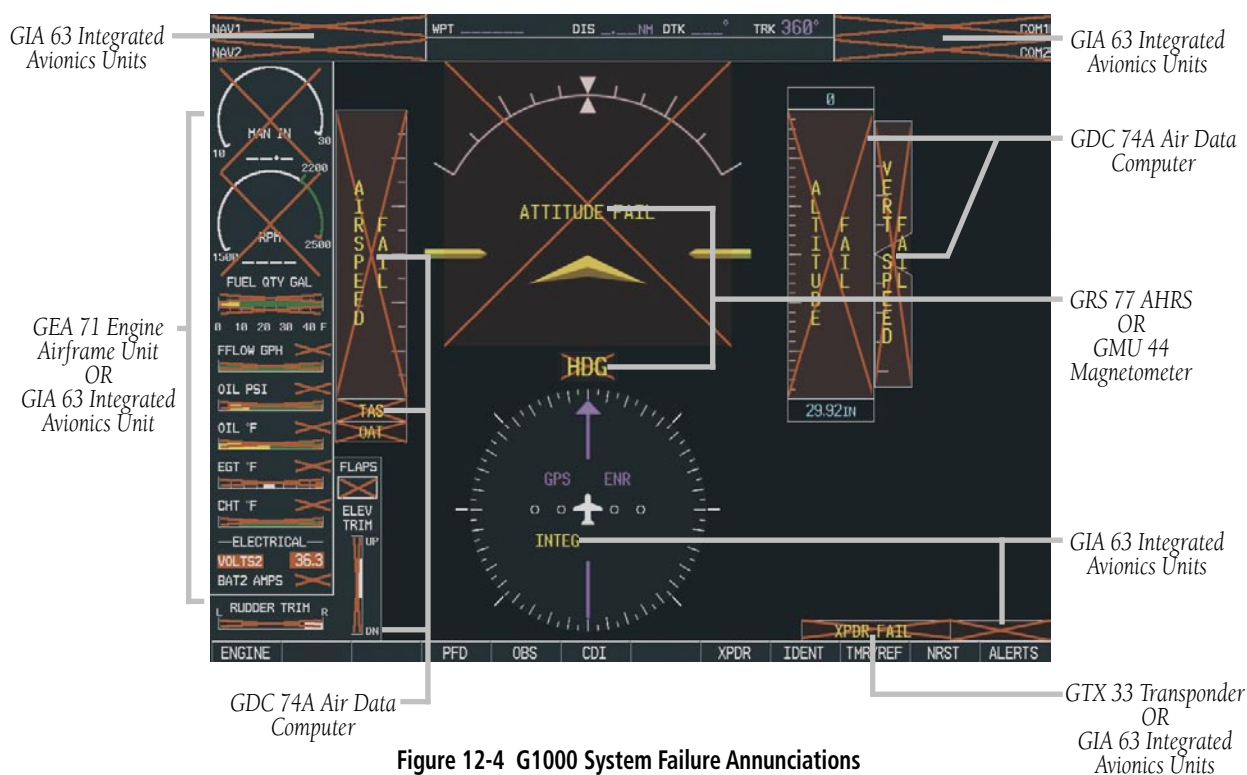 GIA 63 Integrated
Avionics Units
NAV1
NAV2
WPT _______ DIS __.__NM DTK ____° TRK 360°
COM1
COM2
GIA 63 Integrated
Avionics Units
MAN IN
10
30
2200
RPM
1500
2500
FUEL QTY GAL
0 10 20 30 40 F
FFLOW GPH
OIL PSI
OIL °F
EGT °F
CHT °F
ELECTRICAL
VOLTS2 36.3
BAT2 AMPS
L RUDDER TRIM R
AIRSPEED FAIL
TAS
OAT
FLAPS
ELEV
TRIM
UP
DN
ATTITUDE FAIL
HDG
GPS ENR
INTEG
0
ALTITUDE FAIL
VERT SPEED FAIL
29.92IN
XPDR FAIL
ENGINE PFD OBS CDI XPDR IDENT TMR/REF NRST ALERTS
GEA 71 Engine
Airframe Unit
OR
GIA 63 Integrated
Avionics Unit
GDC 74A Air Data
Computer
GRS 77 AHRS
OR
GMU 44
Magnetometer
GIA 63 Integrated
Avionics Units
GTX 33 Transponder
OR
GIA 63 Integrated
Avionics Units
GDC 74A Air Data
Computer
Figure 12-4 G1000 System Failure Annunciations